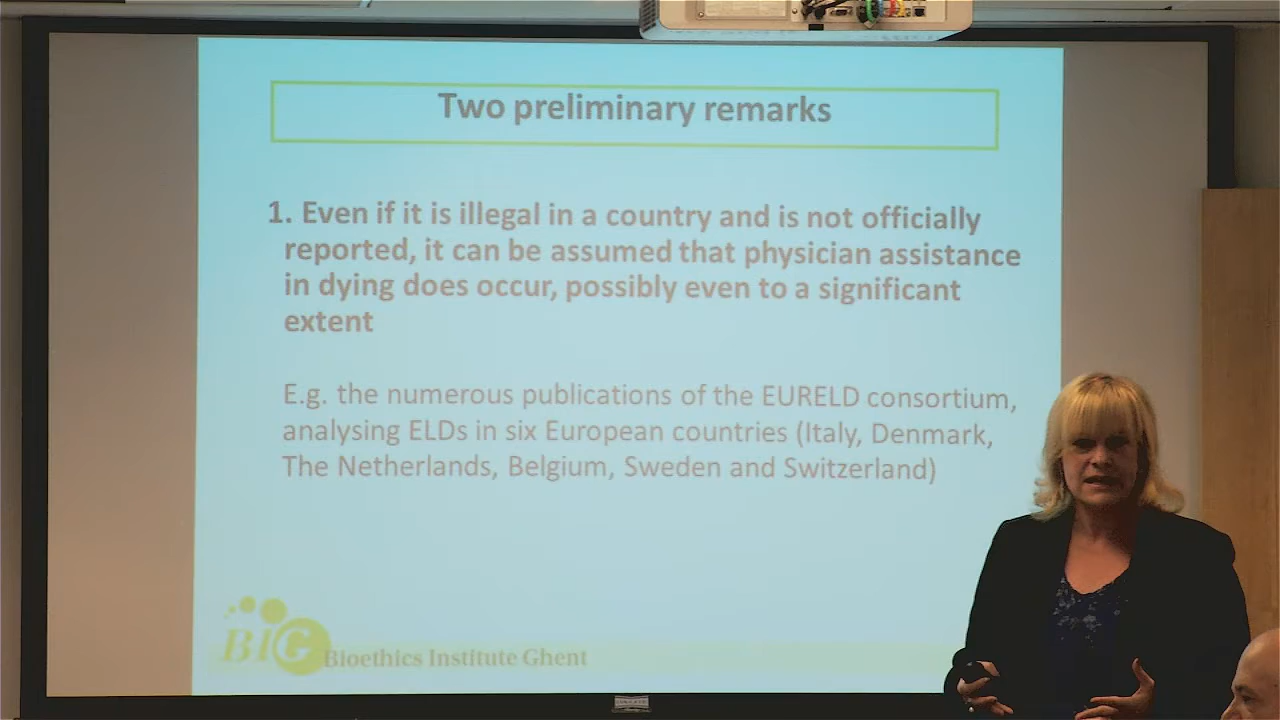 Two preliminary remarks
1. Even if it is illegal in a country and is not officially
reported, it can be assumed that physician assistance
in dying does occur, possibly even to a significant
extent
E.g. the numerous publications of the EURELD consortium,
analysing ELDs in six European countries (Italy, Denmark,
The Netherlands, Belgium, Sweden and Switzerland)
BIG Bioethics Institute Ghent